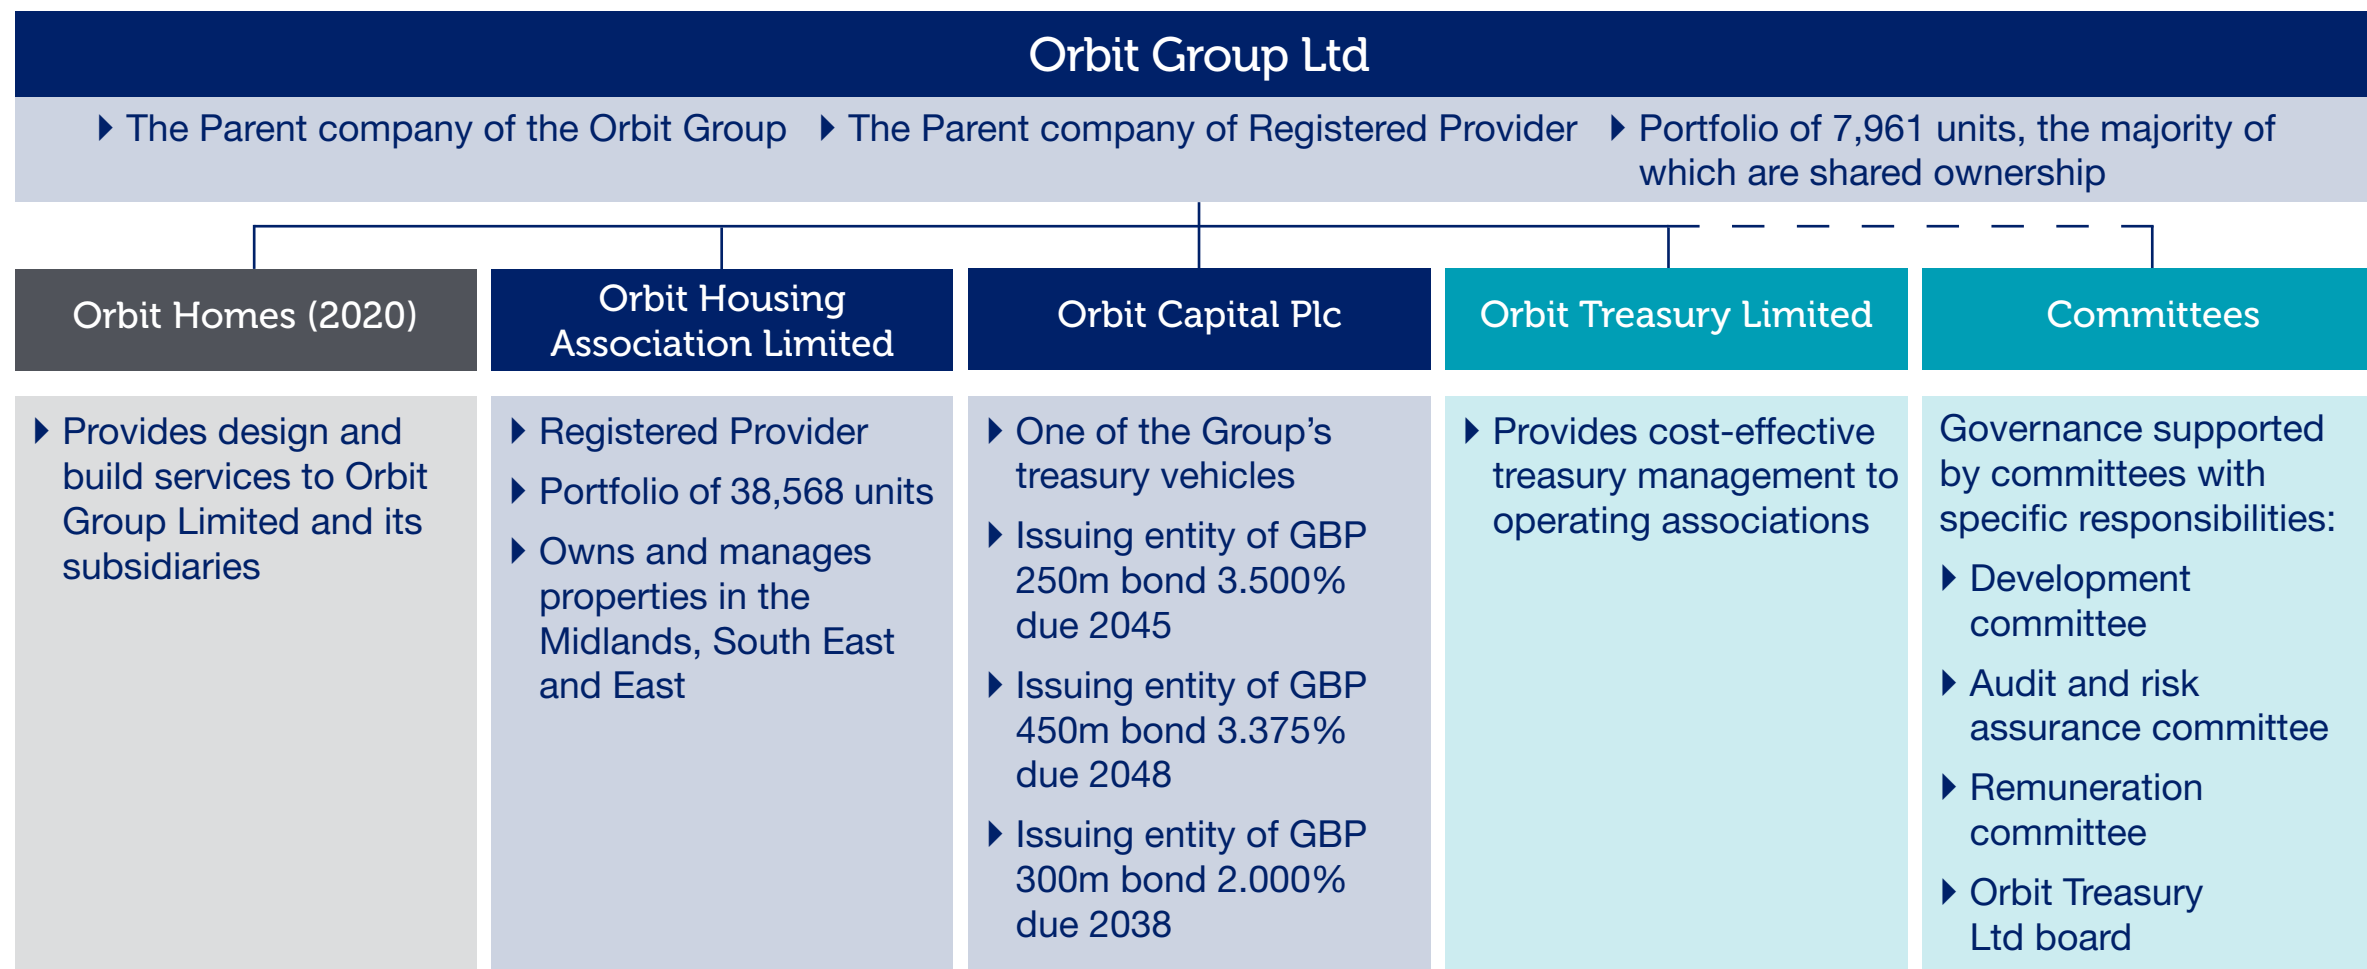 Orbit Group Ltd
The Parent company of the Orbit Group
The Parent company of Registered Provider
Portfolio of 7,961 units, the majority of
which are shared ownership
Orbit Homes (2020)
Provides design and
build services to Orbit
Group Limited and its
subsidiaries
Orbit Housing
Association Limited
Registered Provider
Portfolio of 38,568 units
Owns and manages
properties in the
Midlands, South East
and East
Orbit Capital Plc
One of the Group’s
treasury vehicles
Issuing entity of GBP
250m bond 3.500%
due 2045
Issuing entity of GBP
450m bond 3.375%
due 2048
Issuing entity of GBP
300m bond 2.000%
due 2038
Orbit Treasury Limited
Provides cost-effective
treasury management to
operating associations
Committees
Governance supported
by committees with
specific responsibilities:
Development
committee
Audit and risk
assurance committee
Remuneration
committee
Orbit Treasury
Ltd board